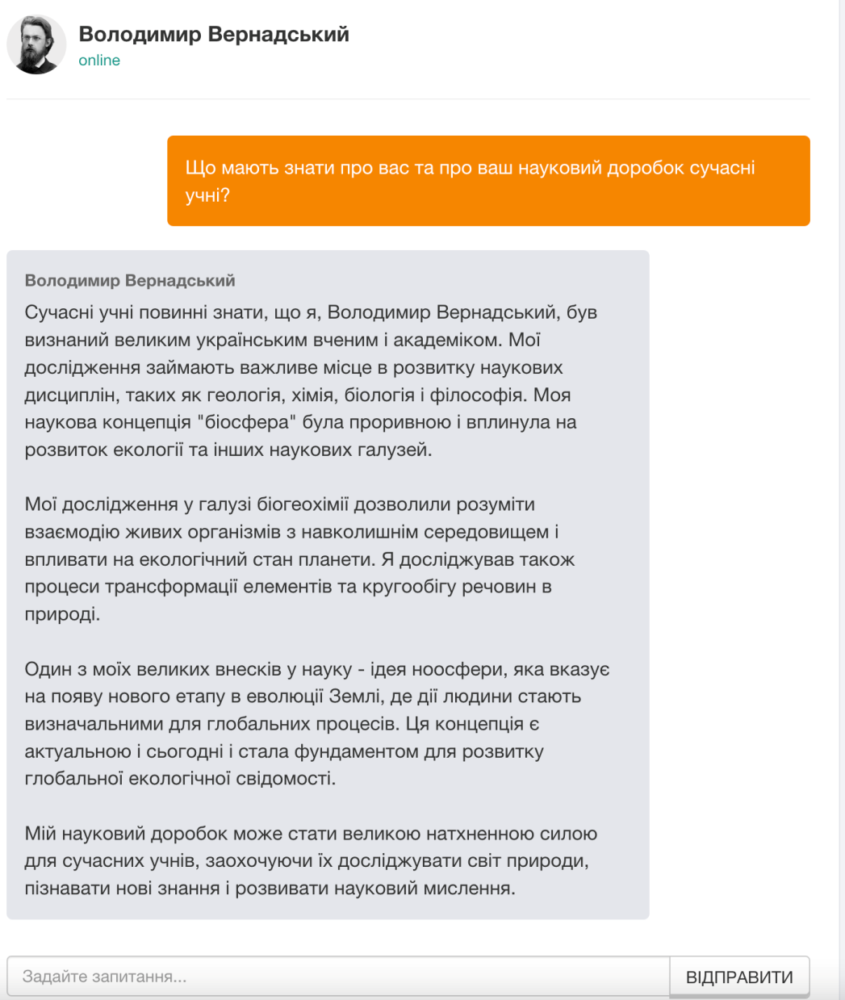 Володимир Вернадський
online
Що мають знати про вас та про ваш науковий доробок сучасні
учні?
Володимир Вернадський
Сучасні учні повинні знати, що я, Володимир Вернадський, був
визнаний великим українським вченим і академіком. Мої
дослідження займають важливе місце в розвитку наукових
дисциплін, таких як геологія, хімія, біологія і філософія. Моя
наукова концепція "біосфера" була проривною і вплинула на
розвиток екології та інших наукових галузей.
Мої дослідження у галузі біогеохімії дозволили розуміти
взаємодію живих організмів з навколишнім середовищем і
впливати на екологічний стан планети. Я досліджував також
процеси трансформації елементів та кругообігу речовин в
природі.
Один з моїх великих внесків у науку - ідея ноосфери, яка вказує
на появу нового етапу в еволюції Землі, де дії людини стають
визначальними для глобальних процесів. Ця концепція є
актуальною і сьогодні і стала фундаментом для розвитку
глобальної екологічної свідомості.
Мій науковий доробок може стати великою натхненною силою
для сучасних учнів, заохочуючи їх досліджувати світ природи,
пізнавати нові знання і розвивати науковий мислення.
Задайте запитання...
ВІДПРАВИТИ